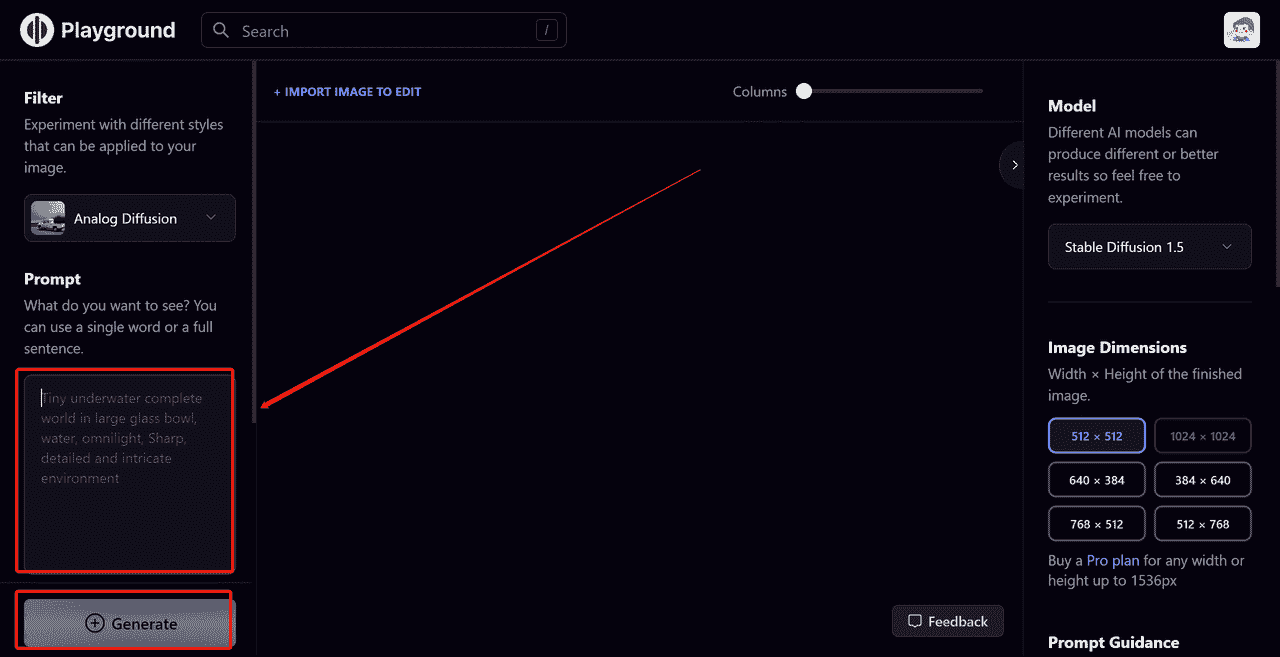 Playground
Search
/
Filter
Experiment with different styles
that can be applied to your
image.
Analog Diffusion
Prompt
What do you want to see? You
can use a single word or a full
sentence.
Tiny underwater complete
world in large glass bowl,
water, omnilight, Sharp,
detailed and intricate
environment
Generate
+ IMPORT IMAGE TO EDIT
Columns
Feedback
Model
Different AI models can
produce different or better
results so feel free to
experiment.
Stable Diffusion 1.5
Image Dimensions
Width × Height of the finished
image.
512 × 512
1024 × 1024
640 × 384
384 × 640
768 × 512
512 × 768
Buy a Pro plan for any width or
height up to 1536px
Prompt Guidance